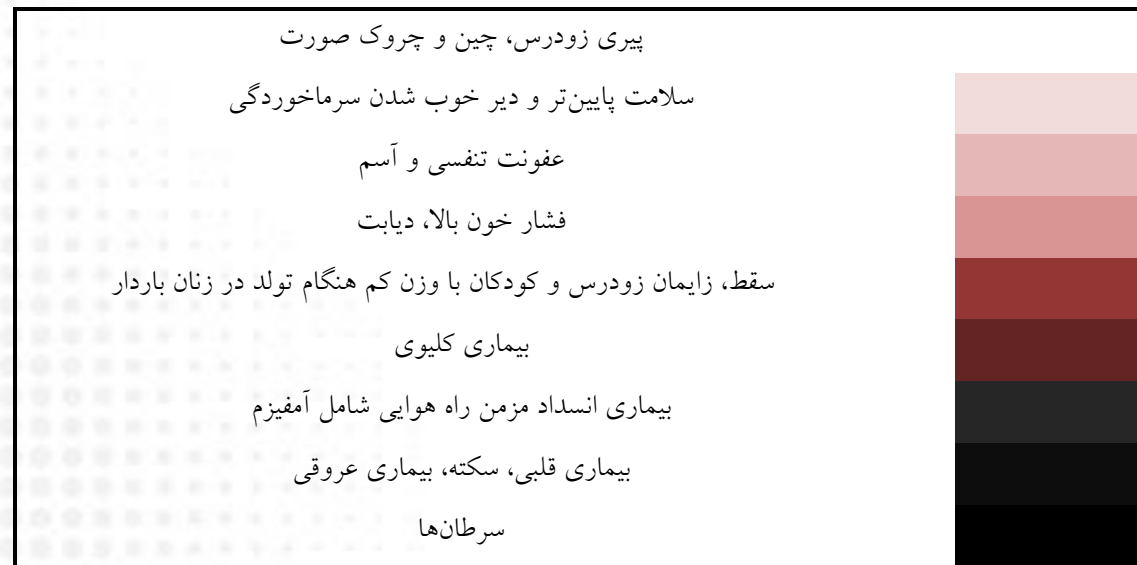 پیری زودرس، چین و چروک صورت
سلامت پایین‌تر و دیر خوب شدن سرماخوردگی
عفونت تنفسی و آسم
فشار خون بالا، دیابت
سقط، زایمان زودرس و کودکان با وزن کم هنگام تولد در زنان باردار
بیماری کلیوی
بیماری انسداد مزمن راه هوایی شامل آمفیزم
بیماری قلبی، سکته، بیماری عروقی
سرطان‌ها